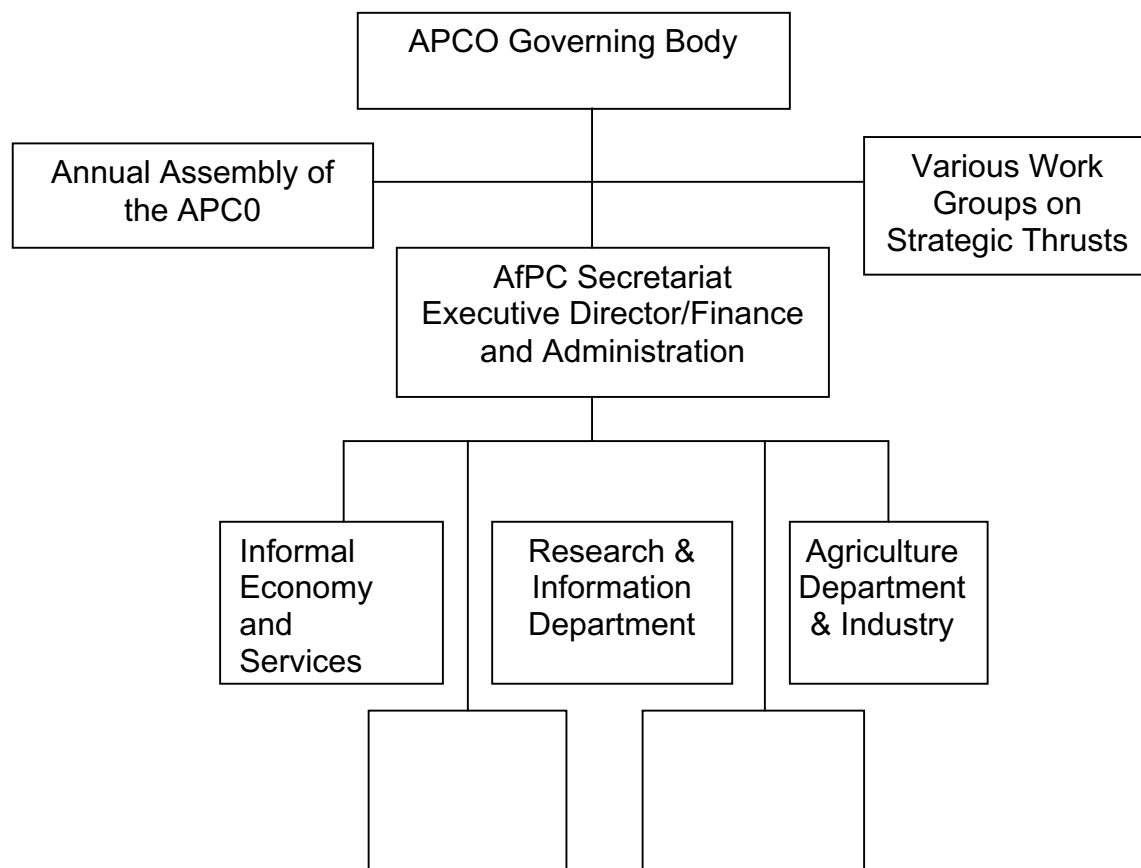 APCO Governing Body
Annual Assembly of
the APC0
Various Work
Groups on
Strategic Thrusts
AfPC Secretariat
Executive Director/Finance
and Administration
Informal
Economy
and
Services
Research &
Information
Department
Agriculture
Department
& Industry